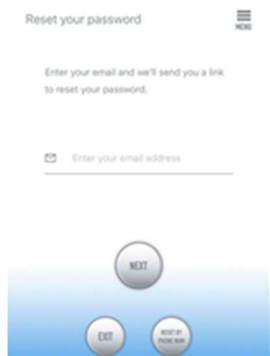 Reset your password
MENU
Enter your email and we'll send you a link
to reset your password.
Enter your email address
NEXT
EXIT
RESET BY
PHONE NUM